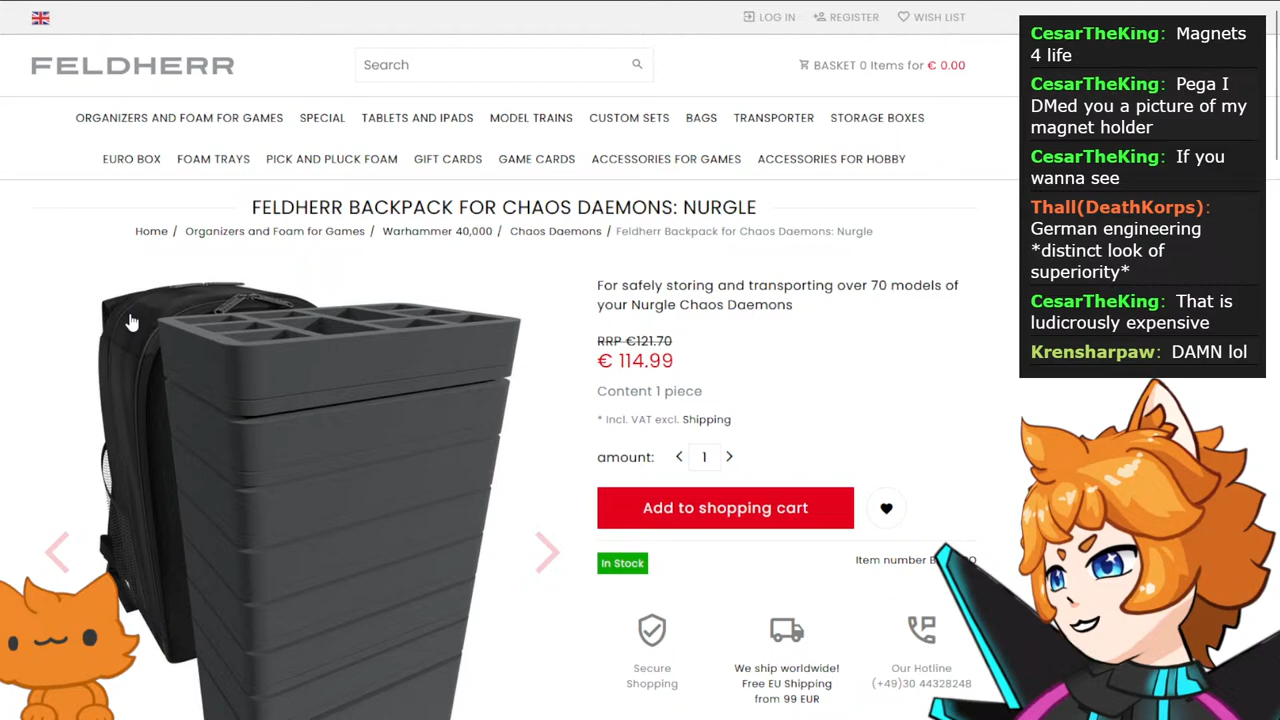 LOG IN
REGISTER
WISH LIST
FELDHERR
Search
BASKET 0 Items for € 0.00
ORGANIZERS AND FOAM FOR GAMES SPECIAL TABLETS AND IPADS MODEL TRAINS CUSTOM SETS BAGS TRANSPORTER STORAGE BOXES
EURO BOX FOAM TRAYS PICK AND PLUCK FOAM GIFT CARDS GAME CARDS ACCESSORIES FOR GAMES ACCESSORIES FOR HOBBY
FELDHERR BACKPACK FOR CHAOS DAEMONS: NURGLE
Home / Organizers and Foam for Games / Warhammer 40,000 / Chaos Daemons / Feldherr Backpack for Chaos Daemons: Nurgle
For safely storing and transporting over 70 models of
your Nurgle Chaos Daemons
RRP €121.70
€ 114.99
Content 1 piece
* Incl. VAT excl. Shipping
amount: < 1 >
Add to shopping cart
In Stock
Item number
Secure
Shopping
We ship worldwide!
Free EU Shipping
from 99 EUR
Our Hotline
(+49)30 44328248
CesarTheKing: Magnets
4 life
CesarTheKing: Pega I
DMed you a picture of my
magnet holder
CesarTheKing: If you
wanna see
Thall(DeathKorps):
German engineering
*distinct look of
superiority*
CesarTheKing: That is
ludicrously expensive
Krensharpaw: DAMN lol